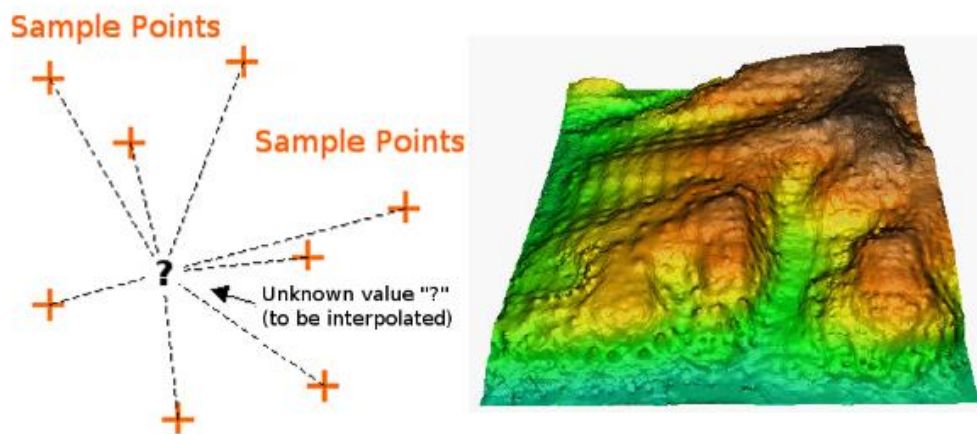 Sample Points
Sample Points
?
Unknown value "?"
(to be interpolated)